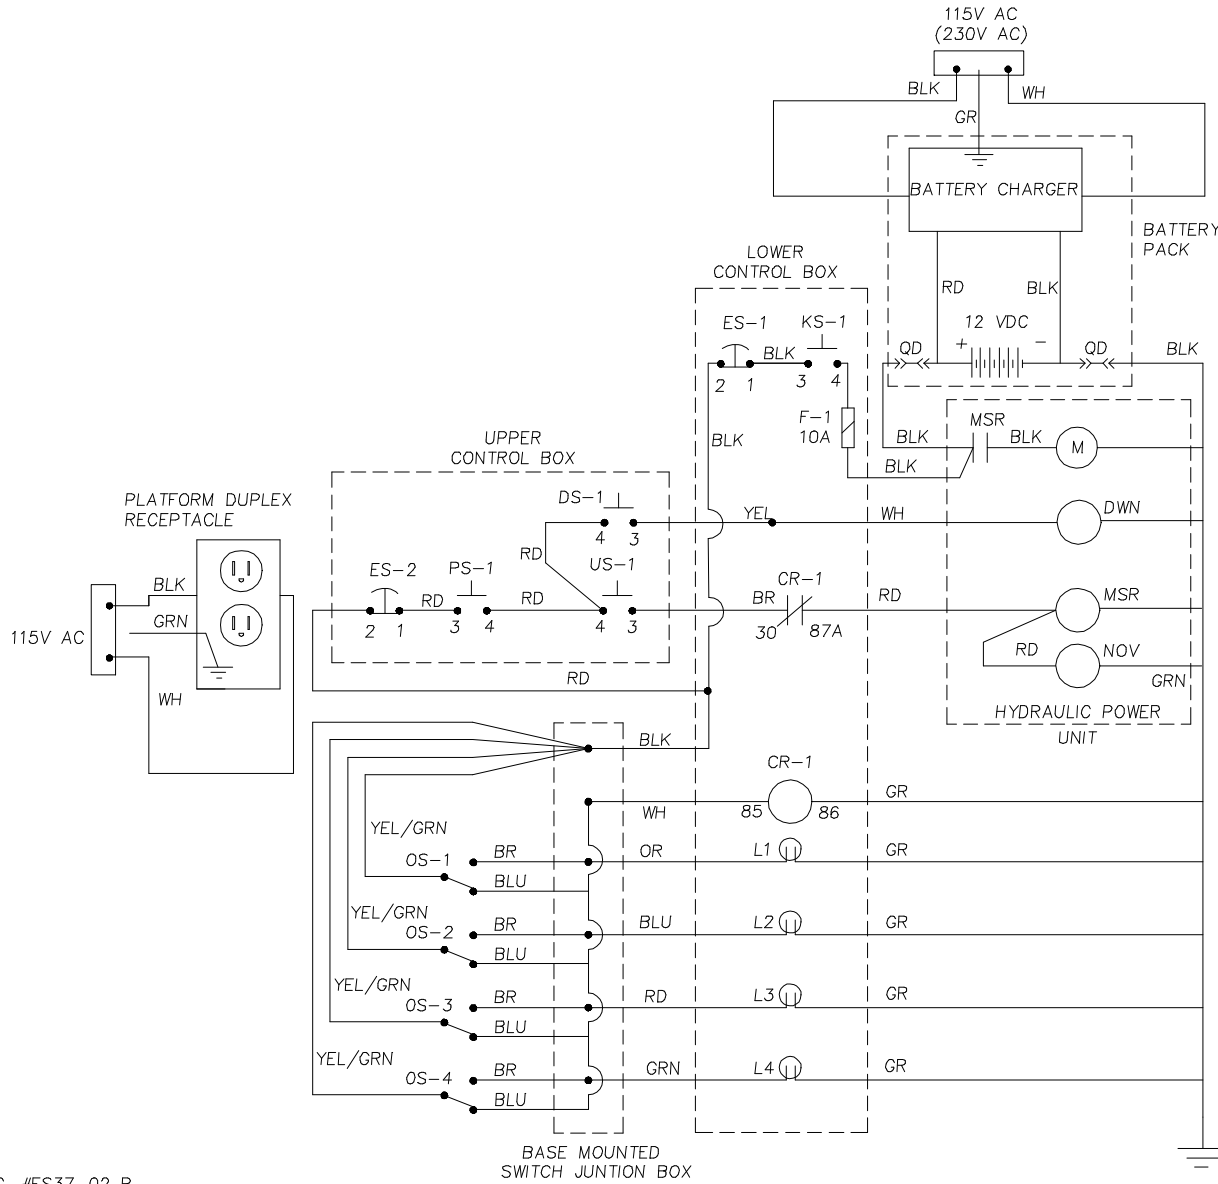 115V AC
(230V AC)
BLK
WH
GR
BATTERY CHARGER
BATTERY
PACK
LOWER
CONTROL BOX
RD
BLK
ES-1
KS-1
12 VDC
BLK
QD
+
-
QD
BLK
2
1
3
4
F-1
10A
MSR
UPPER
CONTROL BOX
BLK
BLK
BLK
M
BLK
PLATFORM DUPLEX
RECEPTACLE
DS-1
YEL
WH
DWN
4
3
RD
US-1
ES-2
PS-1
CR-1
BLK
RD
RD
BR
RD
MSR
GRN
2
1
3
4
4
3
30
87A
115V AC
RD
NOV
RD
GRN
WH
HYDRAULIC POWER
UNIT
BLK
CR-1
GR
WH
85
86
YEL/GRN
OS-1
BR
OR
L1
GR
BLU
YEL/GRN
OS-2
BR
BLU
L2
GR
BLU
YEL/GRN
OS-3
BR
RD
L3
GR
BLU
YEL/GRN
OS-4
BR
GRN
L4
GR
BLU
BASE MOUNTED
SWITCH JUNTION BOX